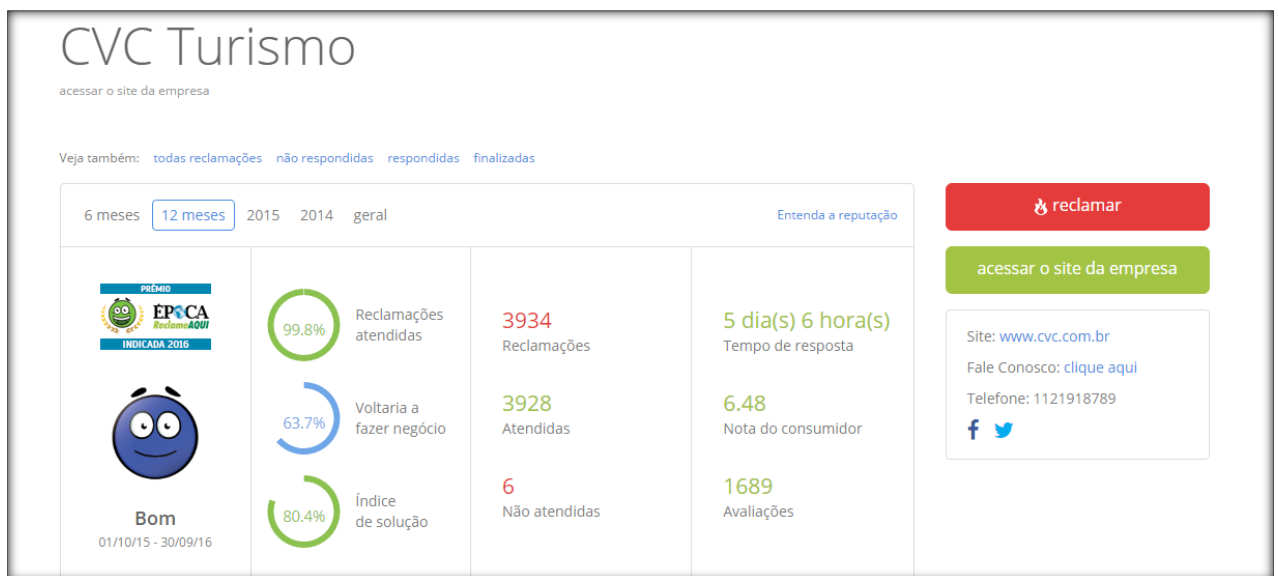 CVC Turismo
acessar o site da empresa
Veja também: todas reclamações não respondidas respondidas finalizadas
6 meses 12 meses 2015 2014 geral Entenda a reputação
PRÊMIO
ÉPOCA
ReclameAQUI
INDICADA 2016
Bom
01/10/15 - 30/09/16
99.8%
Reclamações
atendidas
63.7%
Voltaria a
fazer negócio
80.4%
Índice
de solução
3934
Reclamações
3928
Atendidas
6
Não atendidas
5 dia(s) 6 hora(s)
Tempo de resposta
6.48
Nota do consumidor
1689
Avaliações
reclamar
acessar o site da empresa
Site: www.cvc.com.br
Fale Conosco: clique aqui
Telefone: 1121918789